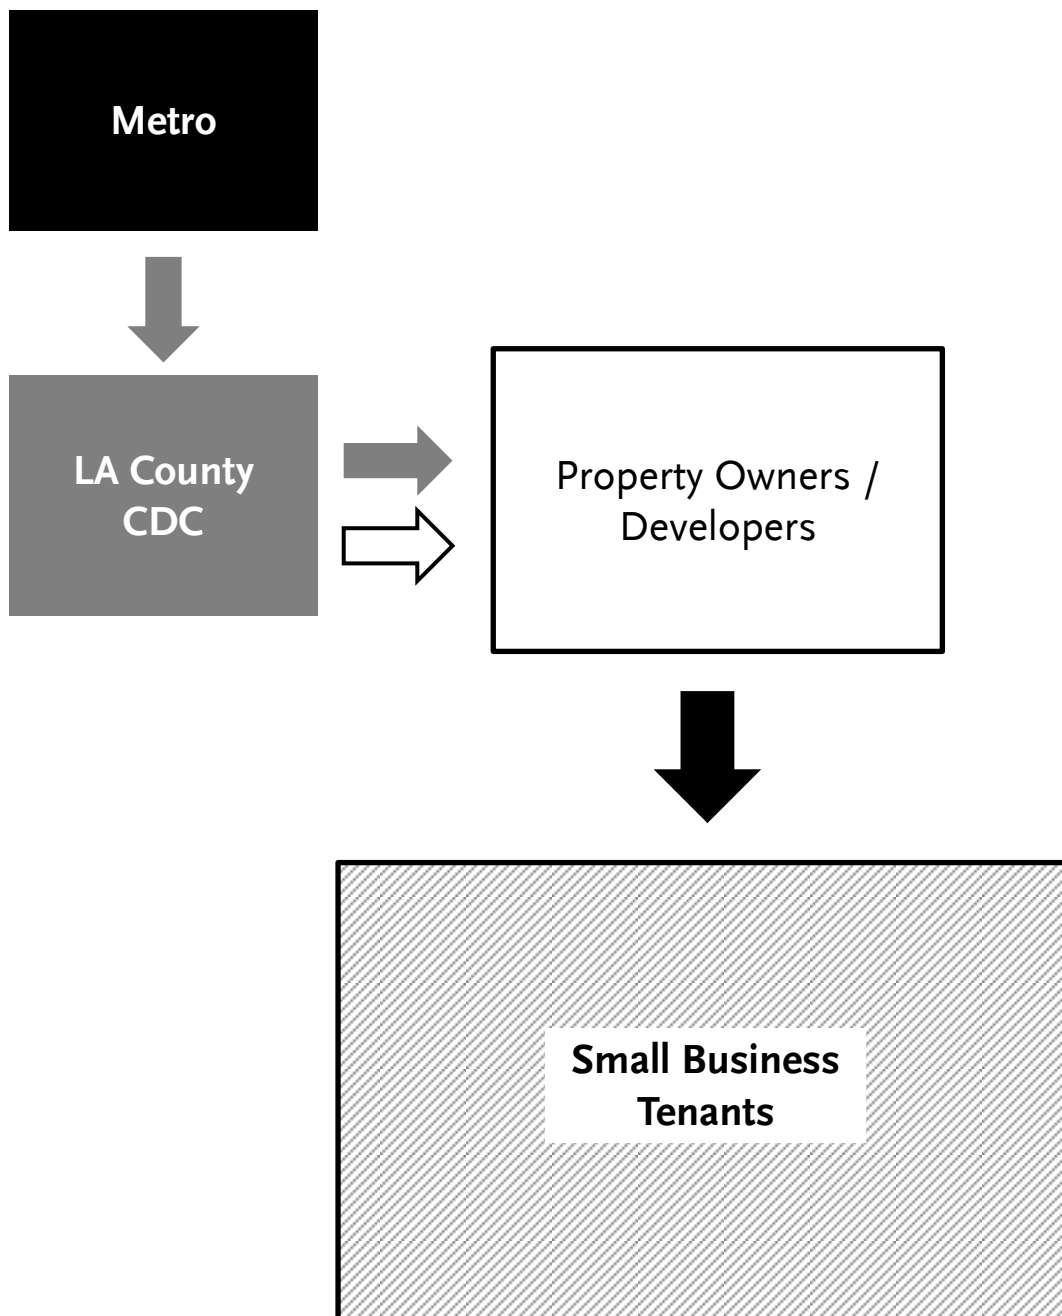 Metro
LA County
CDC
Property Owners /
Developers
Small Business
Tenants